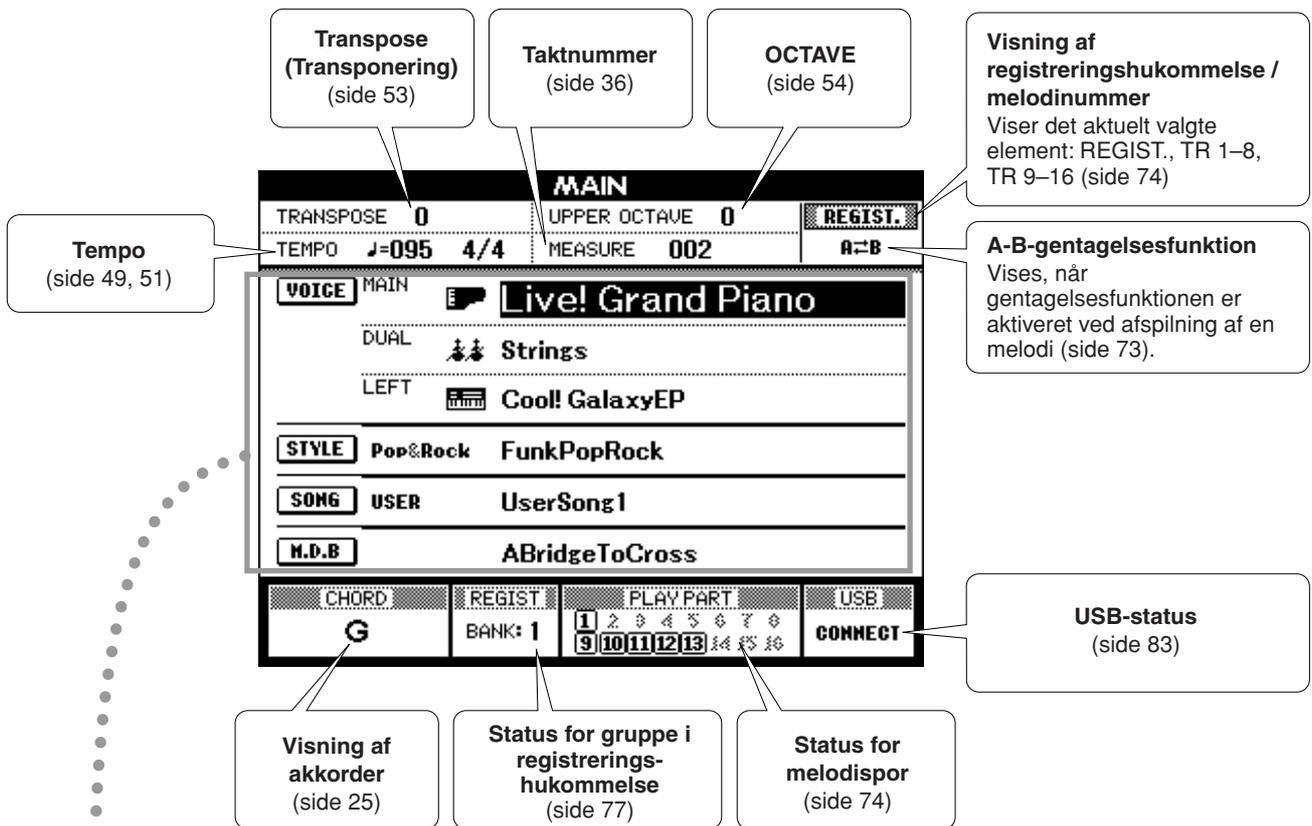 Transpose
(Transponering)
(side 53)
Taktnummer
(side 36)
OCTAVE
(side 54)
Visning af
registreringshukommelse /
melodinummer
Viser det aktuelt valgte
element: REGIST., TR 1–8,
TR 9–16 (side 74)
Tempo
(side 49, 51)
A-B-gentagelsesfunktion
Vises, når
gentagelsesfunktionen er
aktiveret ved afspilning af en
melodi (side 73).
MAIN
TRANSPOSE 0 UPPER OCTAVE 0 REGIST.
TEMPO ♩=095 4/4 MEASURE 002 A⇄B
VOICE MAIN Live! Grand Piano
DUAL Strings
LEFT Cool! GalaxyEP
STYLE Pop&Rock FunkPopRock
SONG USER UserSong1
M.D.B ABridgeToCross
CHORD REGIST PLAY PART USB
G BANK: 1 1 2 3 4 5 6 7 8 CONNECT
9 10 11 12 13 14 15 16
USB-status
(side 83)
Visning af
akkorder
(side 25)
Status for gruppe i
registrerings-
hukommelse
(side 77)
Status for
melodispor
(side 74)